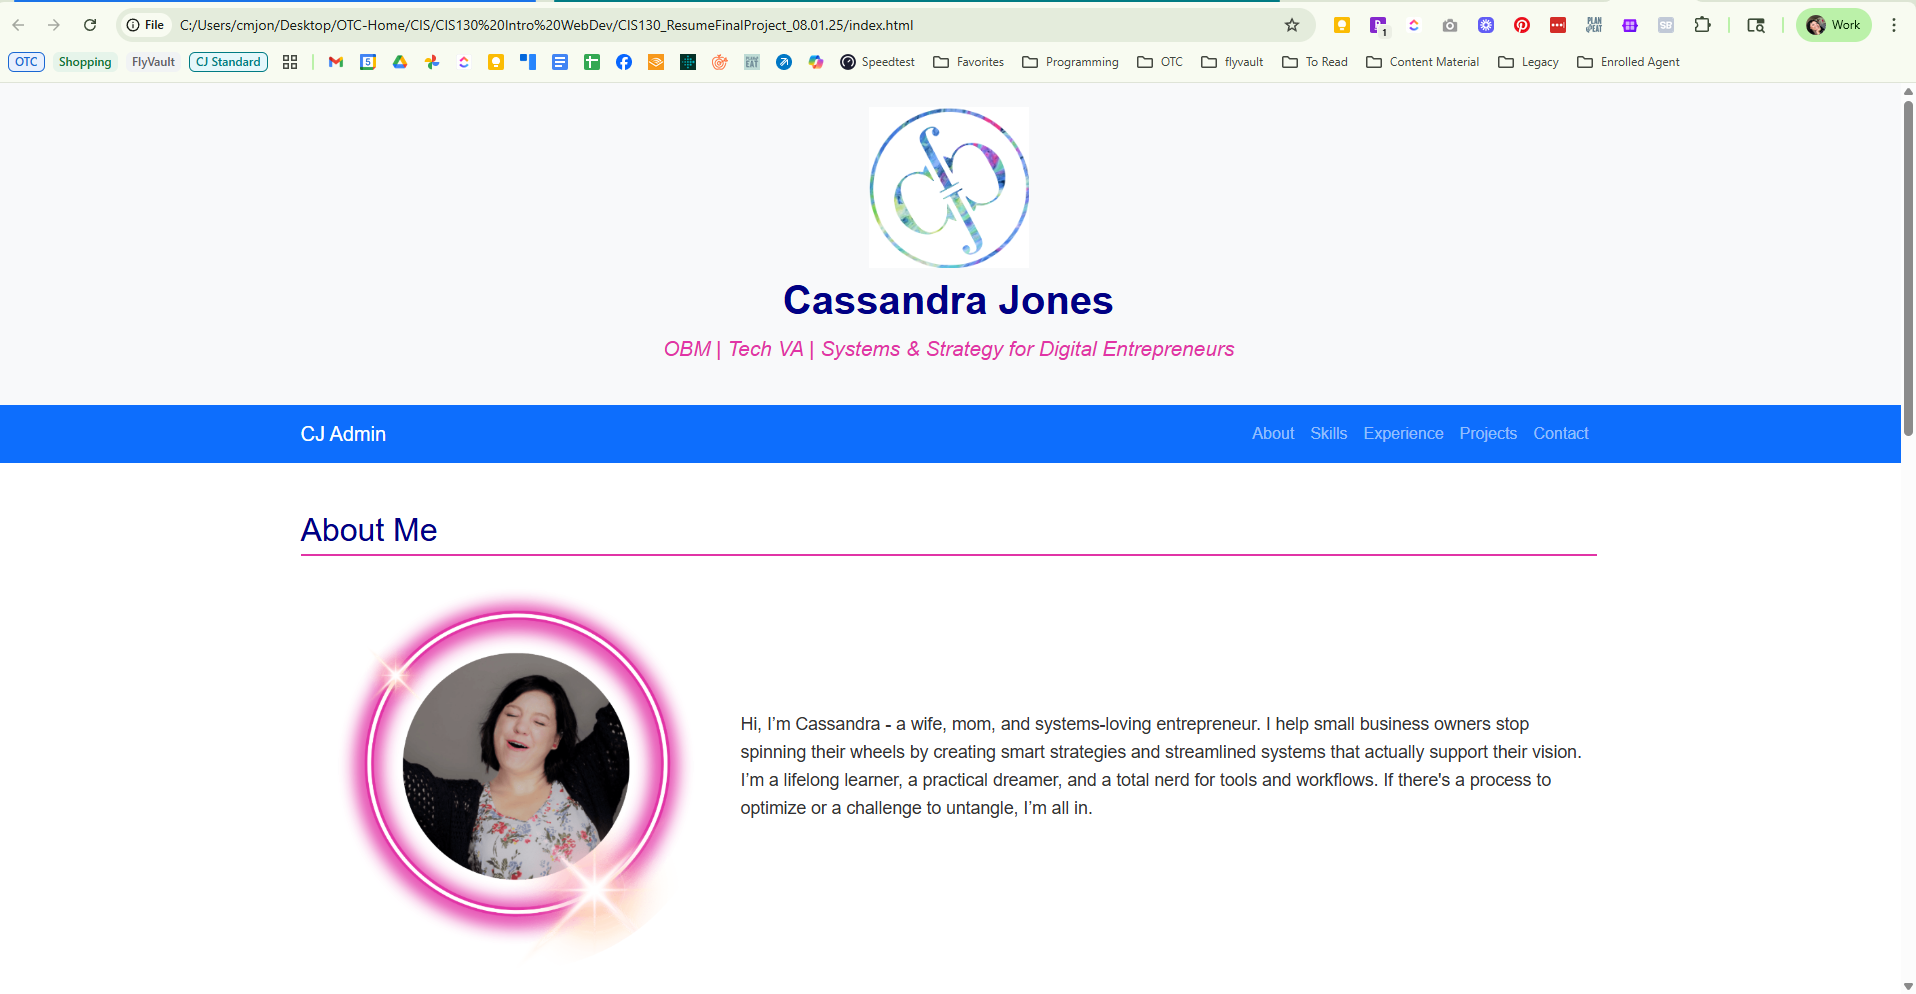 File C:/Users/cmjon/Desktop/OTC-Home/CIS/CIS130%20Intro%20WebDev/CIS130_ResumeFinalProject_08.01.25/index.html 1 Work
OTC Shopping FlyVault CJ Standard Speedtest Favorites Programming OTC flyvault To Read Content Material Legacy Enrolled Agent
Cassandra Jones
OBM | Tech VA | Systems & Strategy for Digital Entrepreneurs
CJ Admin About Skills Experience Projects Contact
About Me
Hi, I’m Cassandra - a wife, mom, and systems-loving entrepreneur. I help small business owners stop
spinning their wheels by creating smart strategies and streamlined systems that actually support their vision.
I’m a lifelong learner, a practical dreamer, and a total nerd for tools and workflows. If there's a process to
optimize or a challenge to untangle, I’m all in.